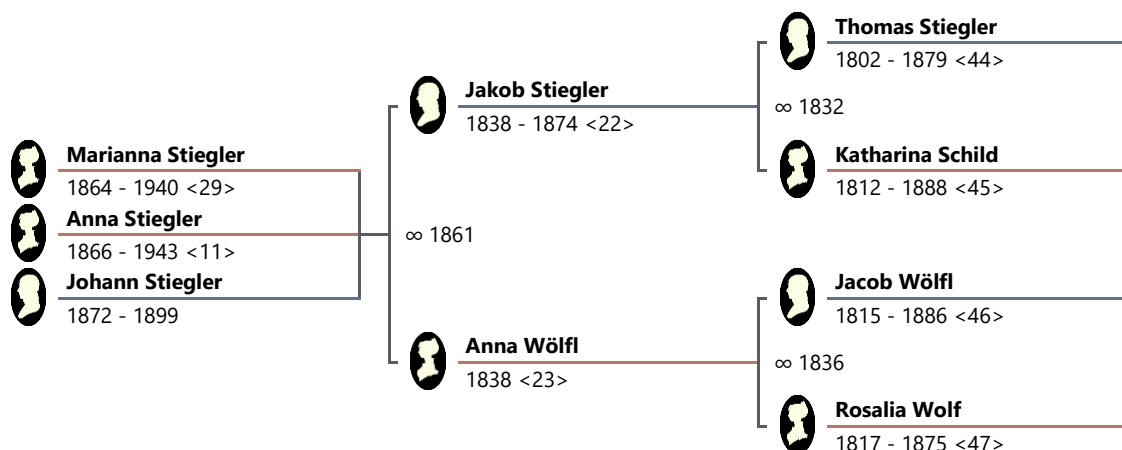 Marianna Stiegler
1864 - 1940 <29>
Anna Stiegler
1866 - 1943 <11>
Johann Stiegler
1872 - 1899
Jakob Stiegler
1838 - 1874 <22>
∞ 1861
Anna Wölfl
1838 <23>
Thomas Stiegler
1802 - 1879 <44>
∞ 1832
Katharina Schild
1812 - 1888 <45>
Jacob Wölfl
1815 - 1886 <46>
∞ 1836
Rosalia Wolf
1817 - 1875 <47>